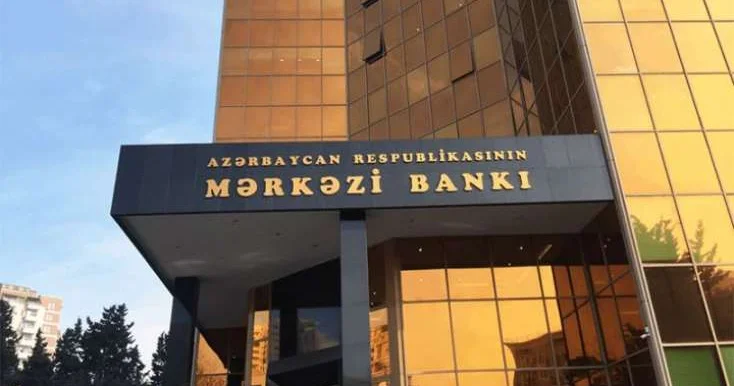 AZƏRBAYCAN RESPUBLİKASININ
MƏRKƏZİ BANKI